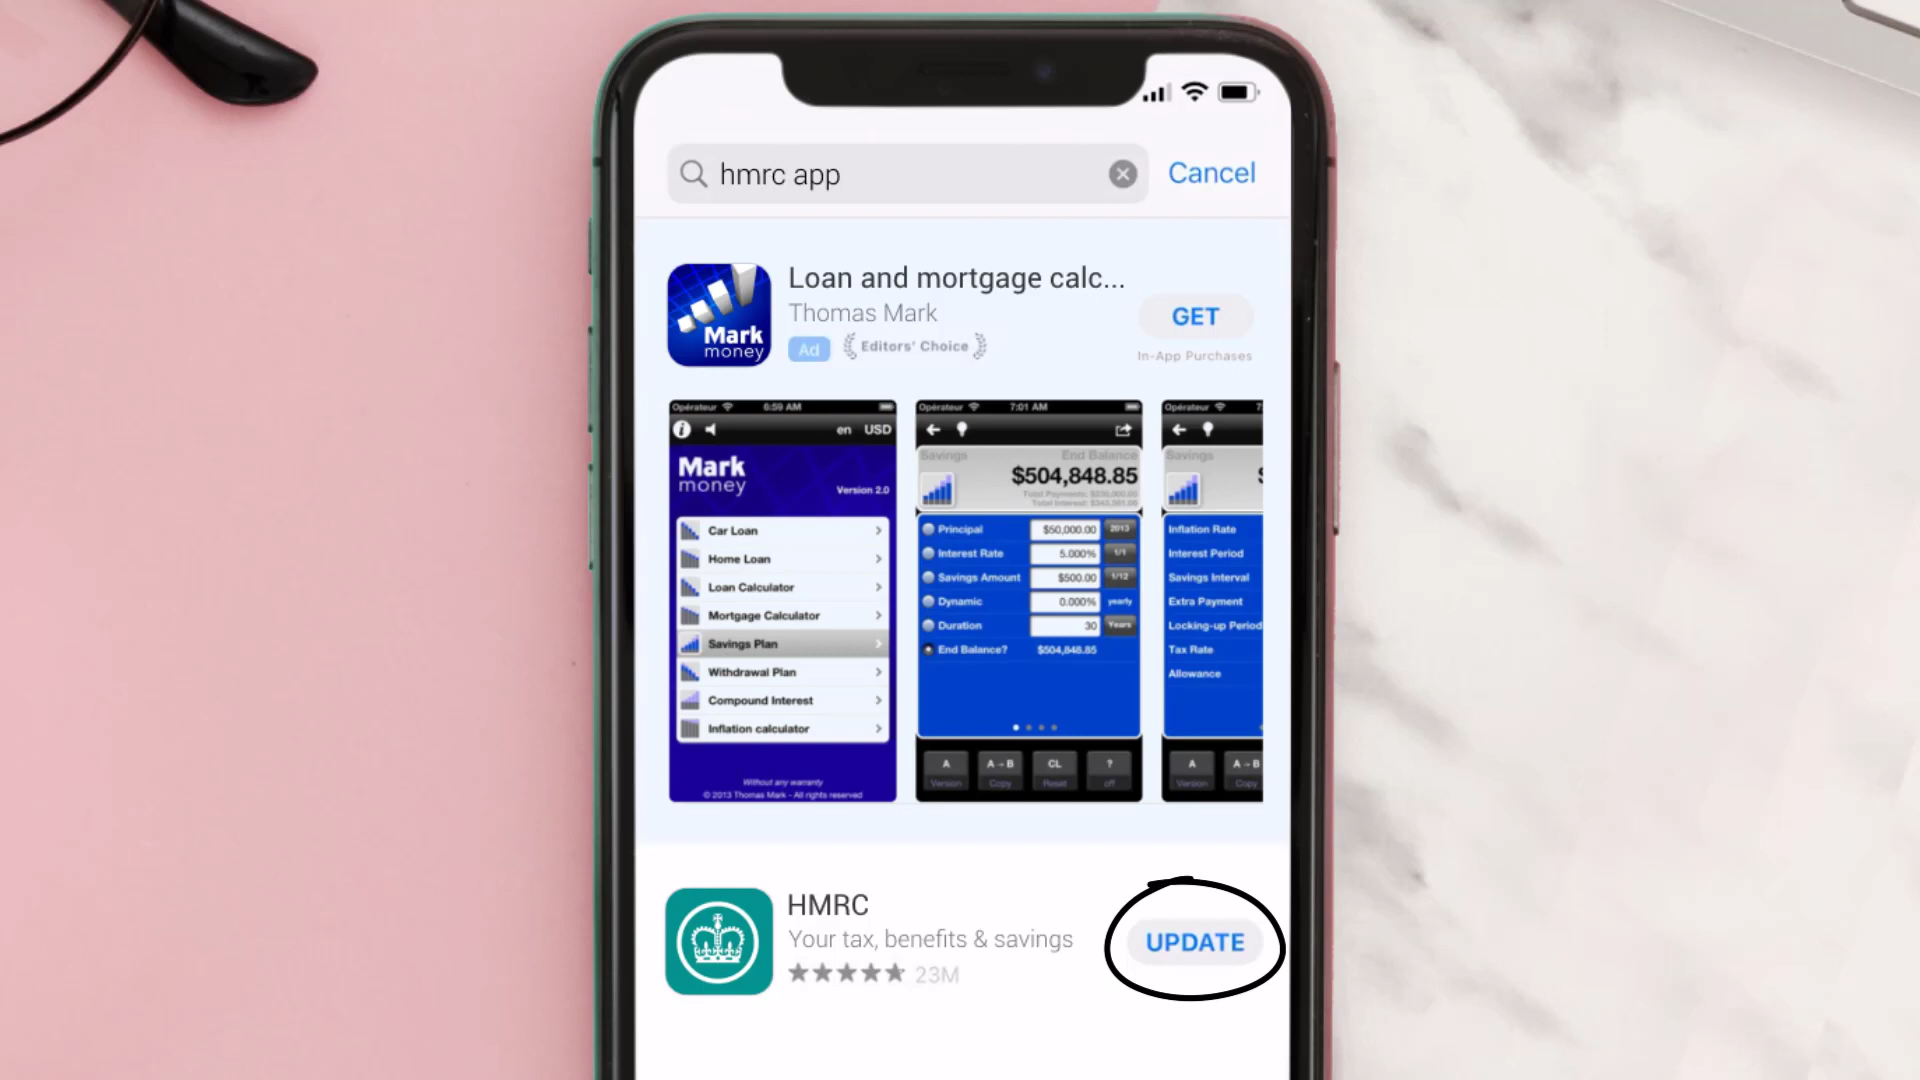 hmrc app
Cancel
Loan and mortgage calc...
Thomas Mark
GET
Ad
Editors' Choice
In-App Purchases
Mark
money
Opérateur 6:59 AM
en USD
Mark
money
Version 2.0
Car Loan
Home Loan
Loan Calculator
Mortgage Calculator
Savings Plan
Withdrawal Plan
Compound Interest
Inflation calculator
Without any warranty
© 2013 Thomas Mark - All rights reserved
Opérateur 7:01 AM
Savings End Balance
$504,848.85
Principal $50,000.00 2013
Interest Rate 5.000% 1/1
Savings Amount $500.00 1/12
Dynamic 0.000% yearly
Duration 30 Years
End Balance? $504,848.85
A A→B CL ?
Version Copy Reset off
Opérateur 7
Savings
Inflation Rate
Interest Period
Savings Interval
Extra Payment
Locking-up Period
Tax Rate
Allowance
A A→B
Version Copy
HMRC
Your tax, benefits & savings
23M
UPDATE